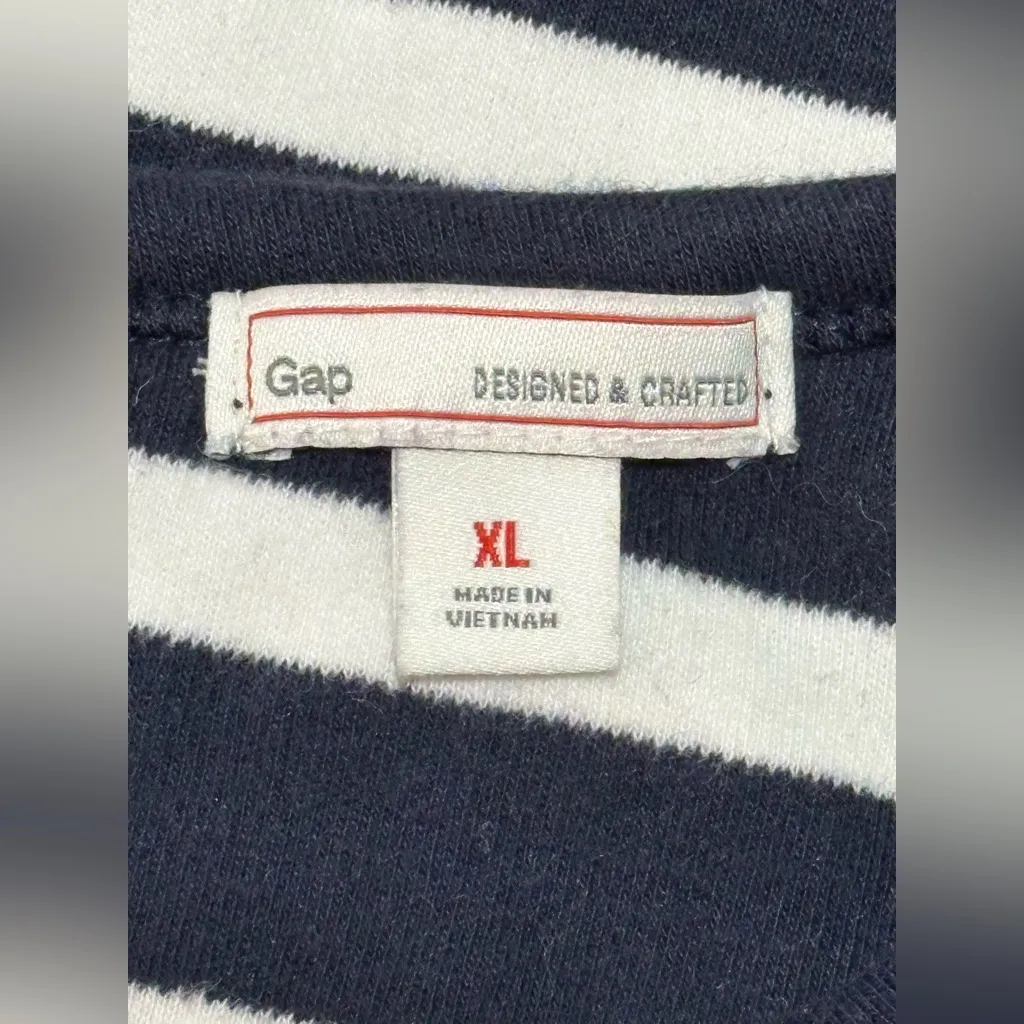 Gap DESIGNED & CRAFTED
XL
MADE IN
VIETNAM